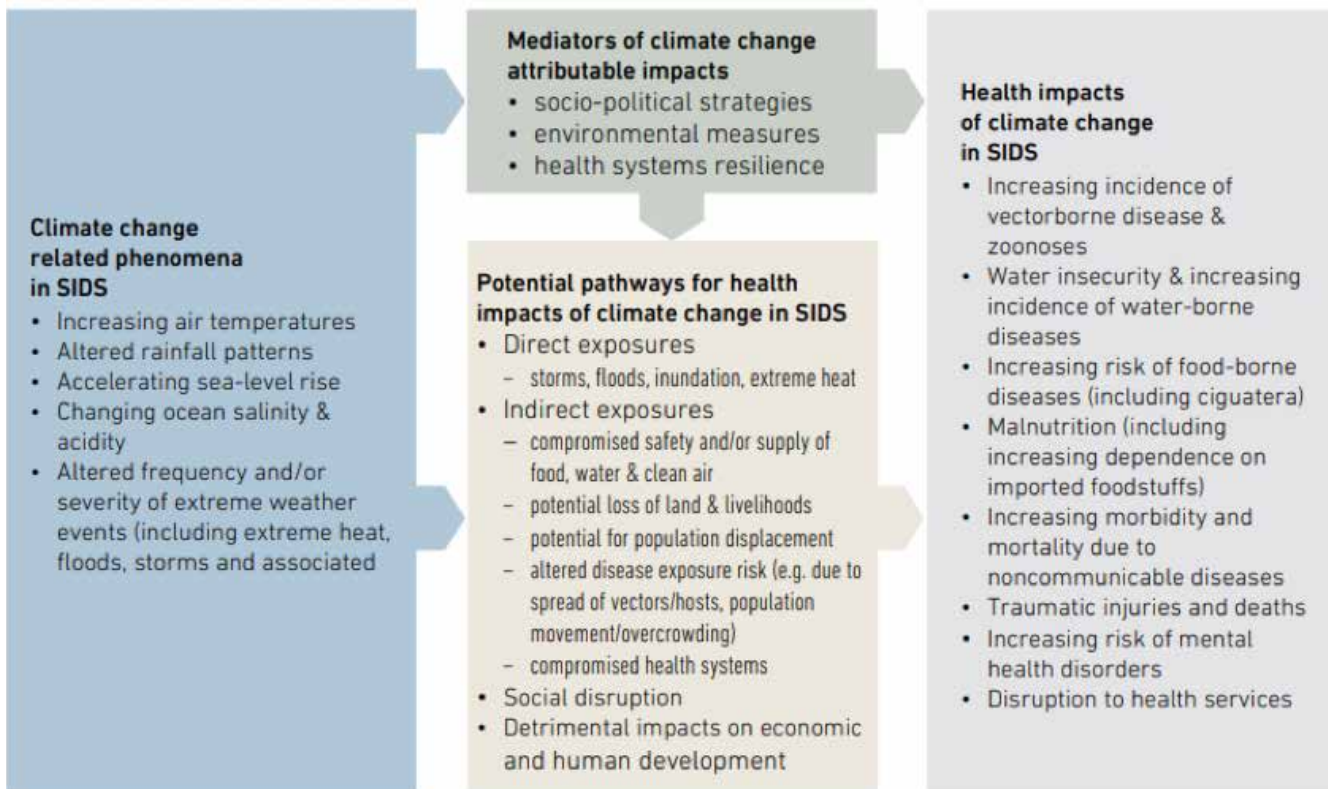 Climate change
related phenomena
in SIDS
• Increasing air temperatures
• Altered rainfall patterns
• Accelerating sea-level rise
• Changing ocean salinity &
acidity
• Altered frequency and/or
severity of extreme weather
events (including extreme heat,
floods, storms and associated
Mediators of climate change
attributable impacts
• socio-political strategies
• environmental measures
• health systems resilience
Potential pathways for health
impacts of climate change in SIDS
• Direct exposures
– storms, floods, inundation, extreme heat
• Indirect exposures
– compromised safety and/or supply of
food, water & clean air
– potential loss of land & livelihoods
– potential for population displacement
– altered disease exposure risk (e.g. due to
spread of vectors/hosts, population
movement/overcrowding)
– compromised health systems
• Social disruption
• Detrimental impacts on economic
and human development
Health impacts
of climate change
in SIDS
• Increasing incidence of
vectorborne disease &
zoonoses
• Water insecurity & increasing
incidence of water-borne
diseases
• Increasing risk of food-borne
diseases (including ciguatera)
• Malnutrition (including
increasing dependence on
imported foodstuffs)
• Increasing morbidity and
mortality due to
noncommunicable diseases
• Traumatic injuries and deaths
• Increasing risk of mental
health disorders
• Disruption to health services